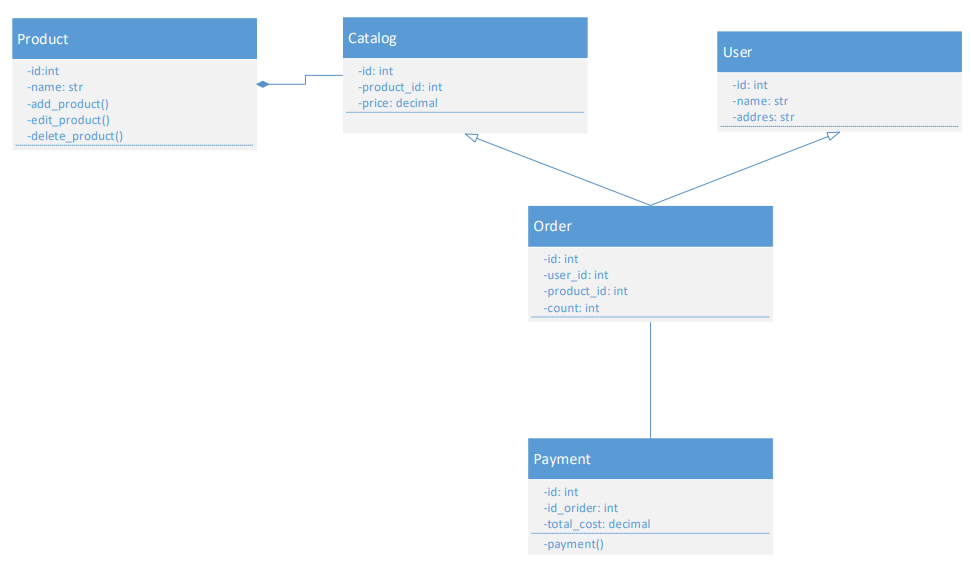 Product
-id:int
-name: str
-add_product()
-edit_product()
-delete_product()
Catalog
-id: int
-product_id: int
-price: decimal
User
-id: int
-name: str
-addres: str
Order
-id: int
-user_id: int
-product_id: int
-count: int
Payment
-id: int
-id_orider: int
-total_cost: decimal
-payment()